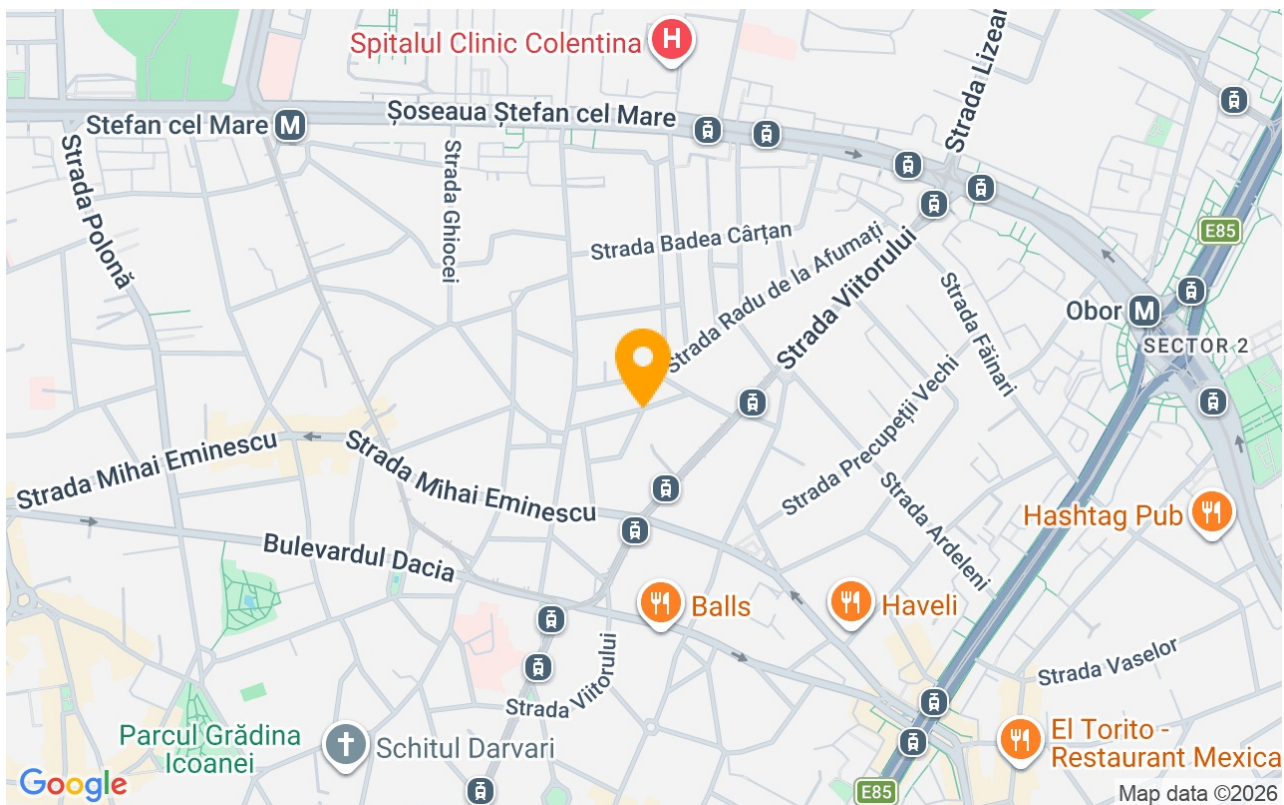 Spitalul Clinic Colentina
H
Strada Lizear
Ștefan cel Mare
M
Șoseaua Ștefan cel Mare
Strada Polonă
Strada Ghiocei
Strada Badea Cârțan
E85
Strada Radu de la Afumați
Strada Viitorului
Strada Făinari
Obor
M
SECTOR 2
Strada Precupeții Vechi
Strada Mihai Eminescu
Strada Mihai Eminescu
Strada Ardeleni
Hashtag Pub
Bulevardul Dacia
Balls
Haveli
Strada Viitorului
Strada Vaselor
Parcul Grădina
Icoanei
Schitul Darvari
El Torito -
Restaurant Mexica
Google
E85
Map data ©2026